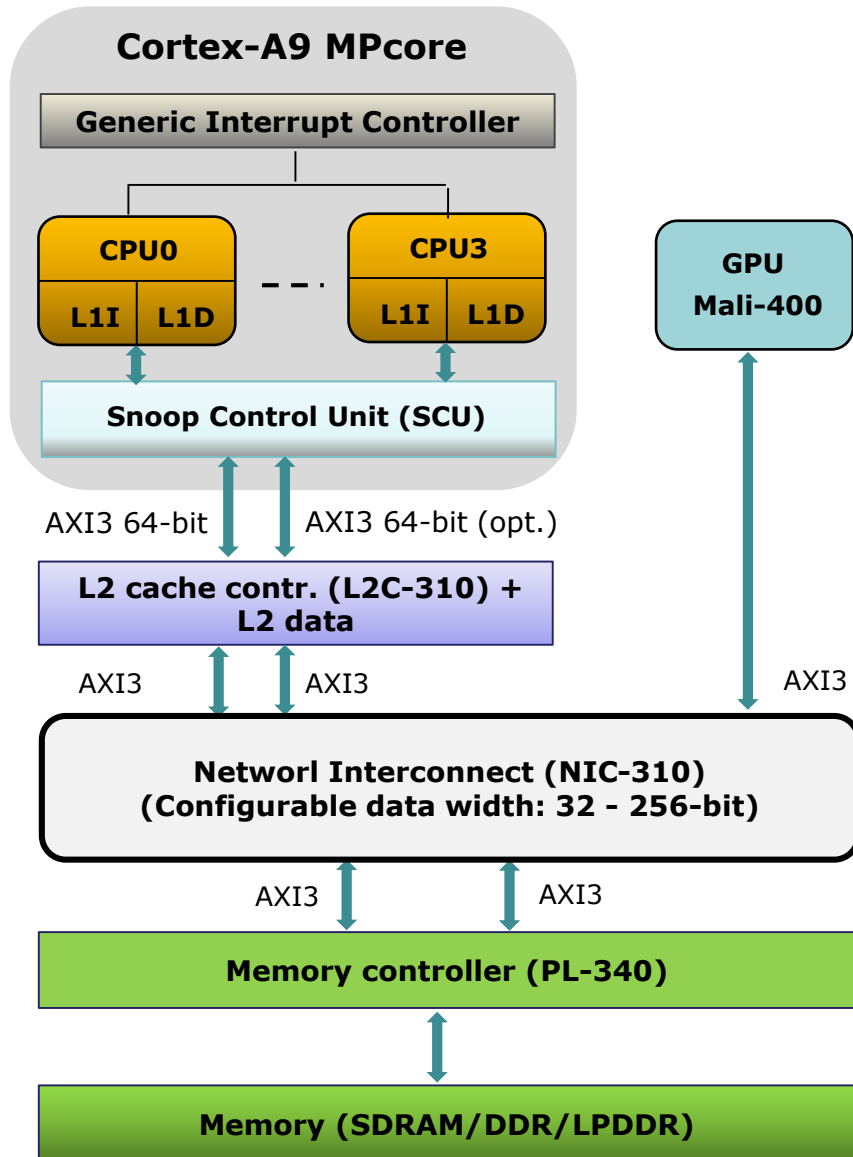 Cortex-A9 MPcore
Generic Interrupt Controller
CPU0
L1I
L1D
CPU3
L1I
L1D
GPU
Mali-400
Snoop Control Unit (SCU)
AXI3 64-bit
AXI3 64-bit (opt.)
L2 cache contr. (L2C-310) +
L2 data
AXI3
AXI3
AXI3
Networl Interconnect (NIC-310)
(Configurable data width: 32 - 256-bit)
AXI3
AXI3
Memory controller (PL-340)
Memory (SDRAM/DDR/LPDDR)